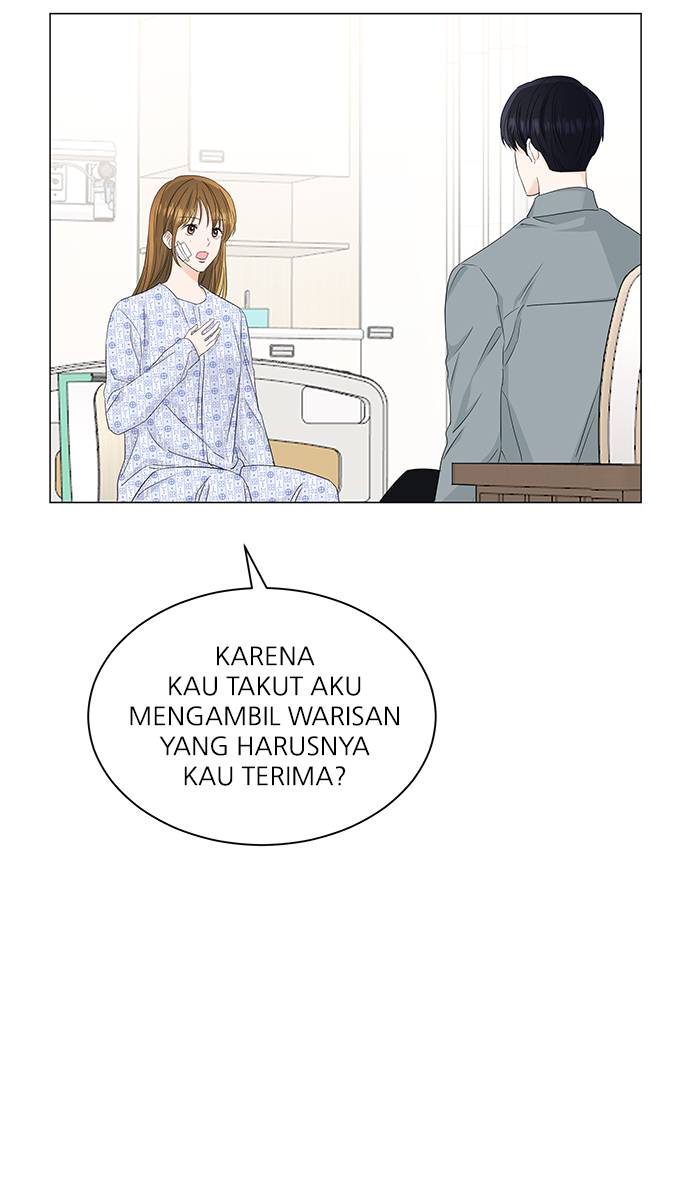 KARENA
KAU TAKUT AKU
MENGAMBIL WARISAN
YANG HARUSNYA
KAU TERIMA?